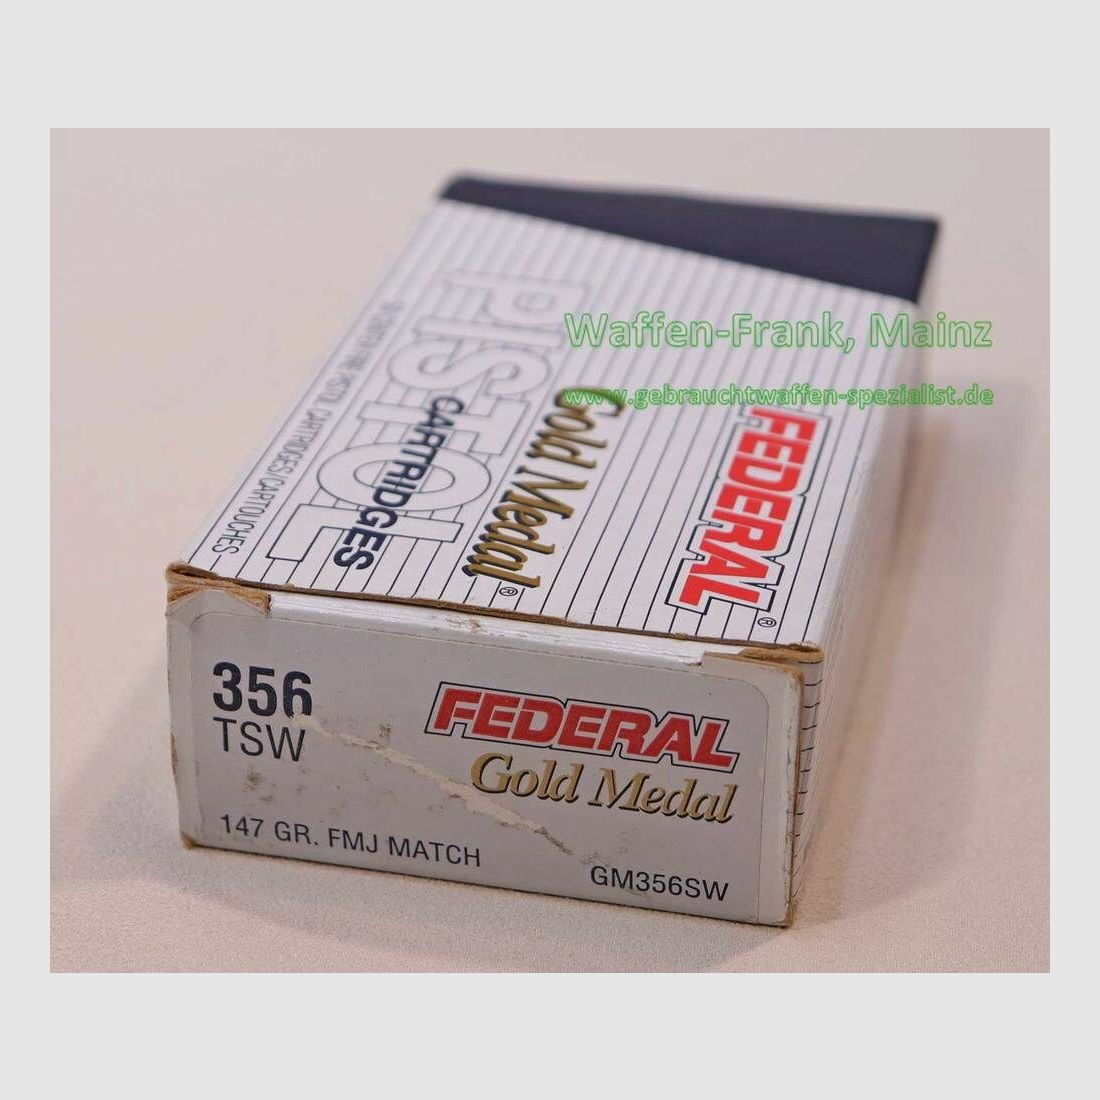 Waffen-Frank, Mainz
www.gebrauchtwaffen-spezialist.de
FEDERAL®
Gold Medal®
PISTOL
CARTRIDGES
CARTRIDGES/CARTOUCHES
356
TSW
FEDERAL
Gold Medal
147 GR. FMJ MATCH
GM356SW